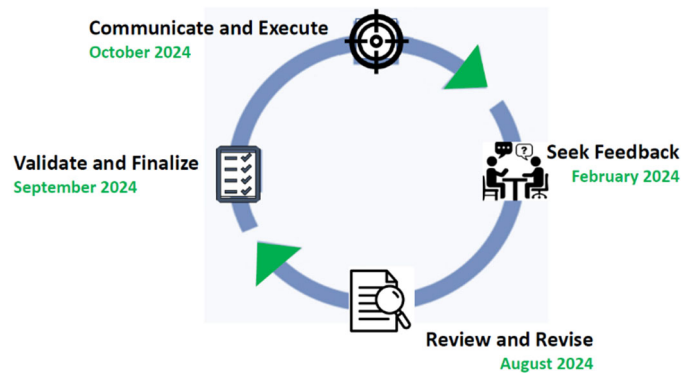 Communicate and Execute
October 2024
Validate and Finalize
September 2024
Seek Feedback
February 2024
?
Review and Revise
August 2024